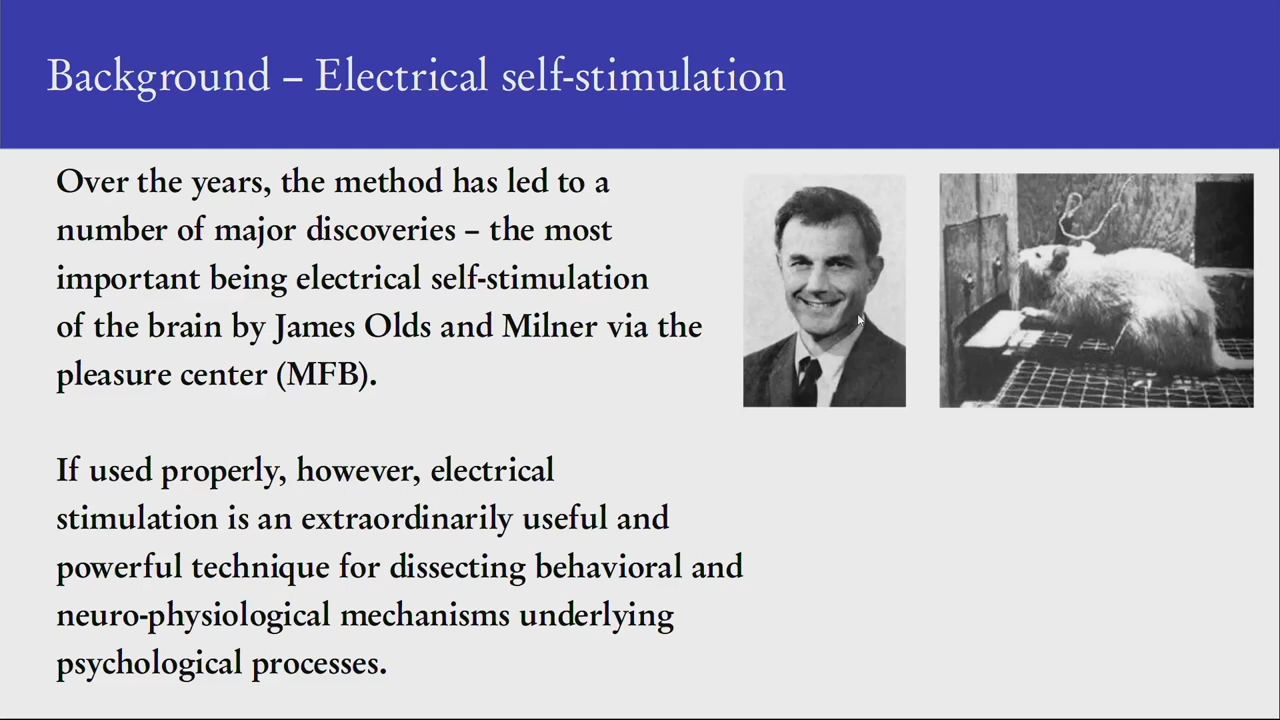 Background – Electrical self-stimulation
Over the years, the method has led to a
number of major discoveries – the most
important being electrical self-stimulation
of the brain by James Olds and Milner via the
pleasure center (MFB).
If used properly, however, electrical
stimulation is an extraordinarily useful and
powerful technique for dissecting behavioral and
neuro-physiological mechanisms underlying
psychological processes.